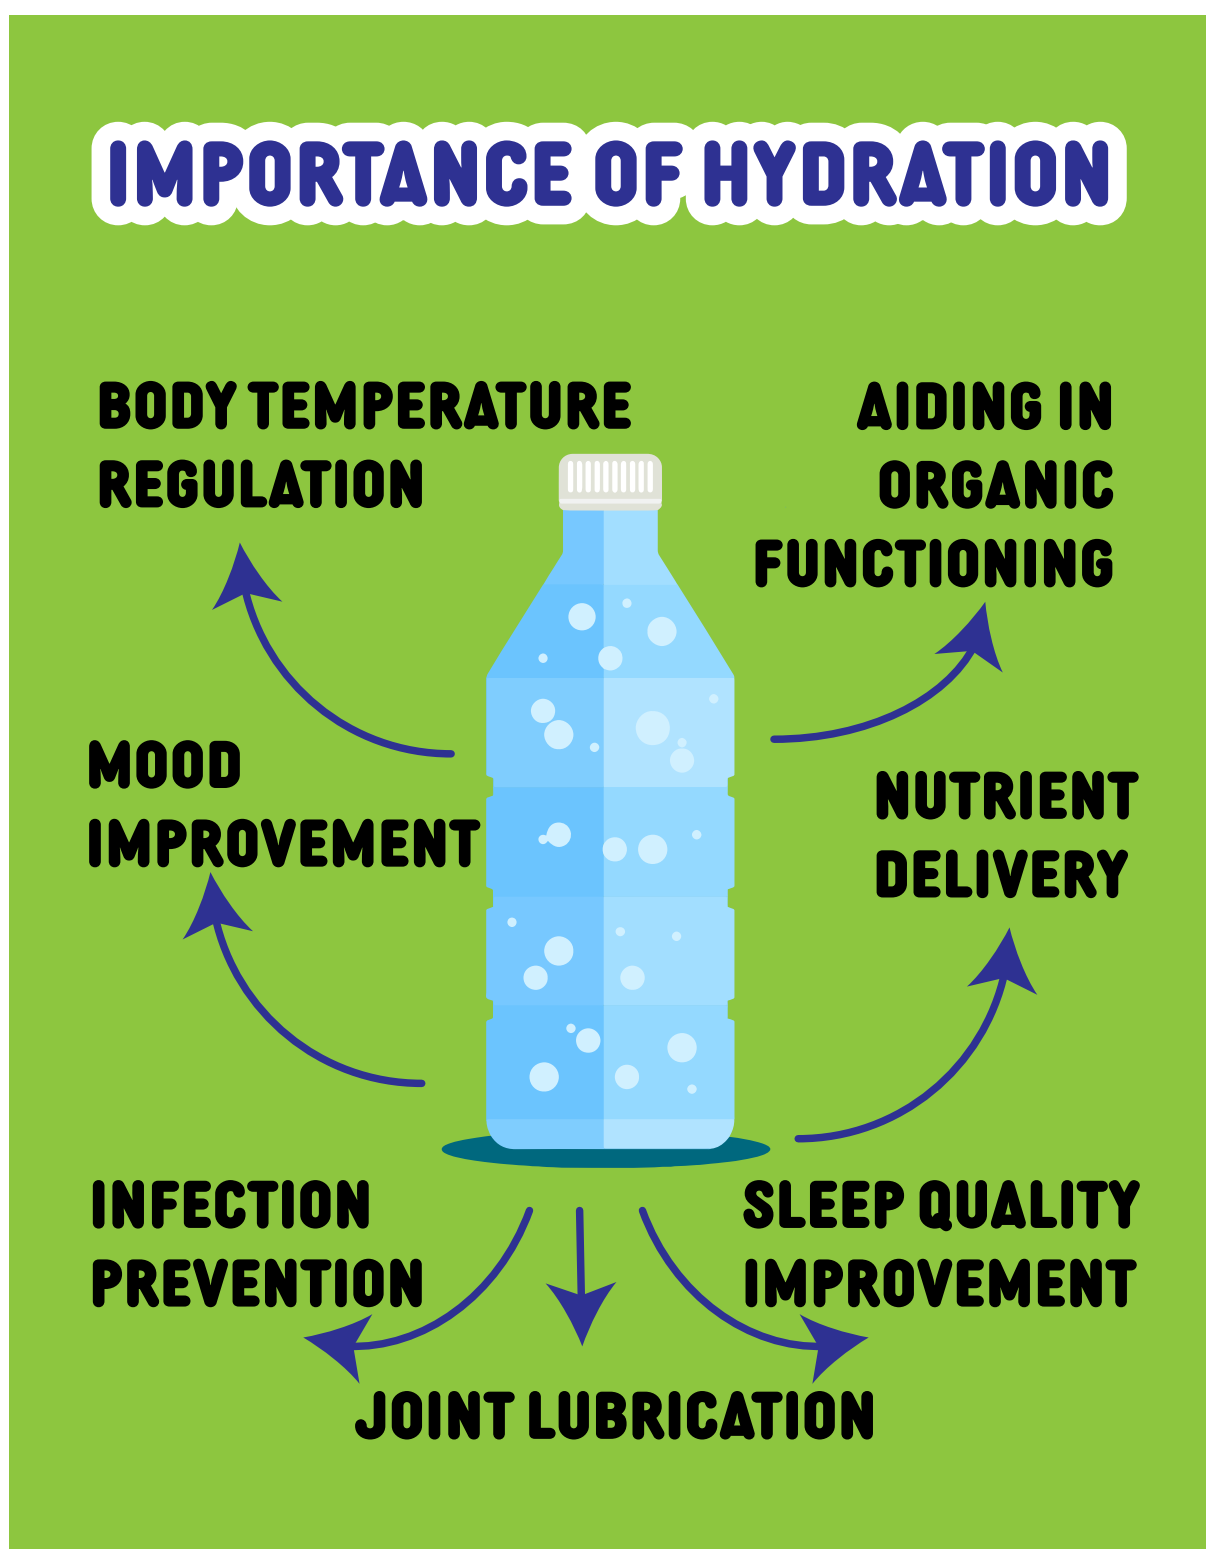 IMPORTANCE OF HYDRATION
BODY TEMPERATURE
REGULATION
AIDING IN
ORGANIC
FUNCTIONING
MOOD
IMPROVEMENT
NUTRIENT
DELIVERY
INFECTION
PREVENTION
SLEEP QUALITY
IMPROVEMENT
JOINT LUBRICATION